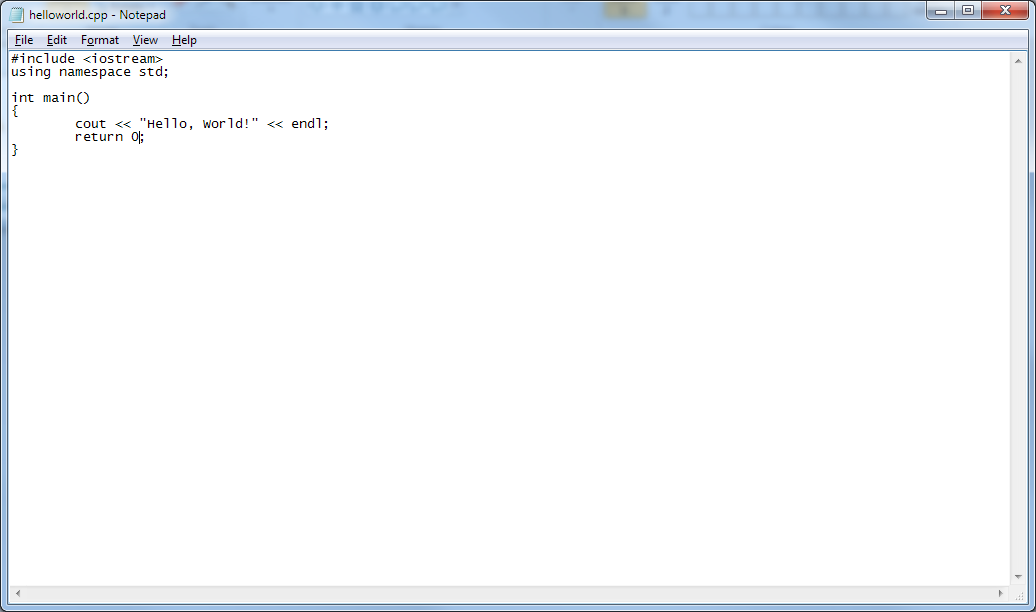 helloworld.cpp - Notepad
File Edit Format View Help
#include <iostream>
using namespace std;

int main()
{
        cout << "Hello, World!" << endl;
        return 0;
}